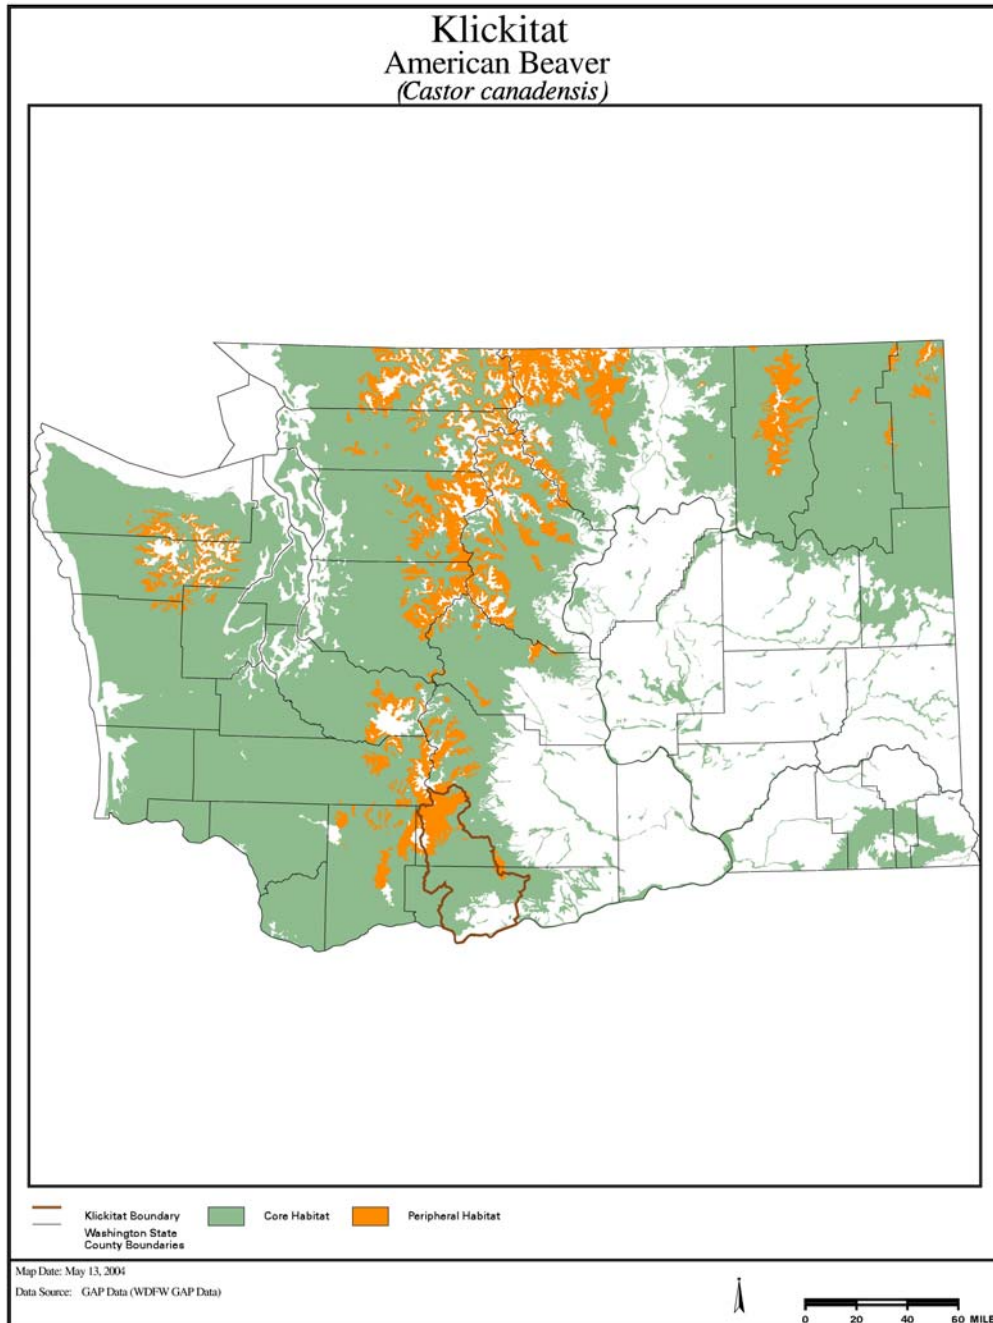 Klickitat
American Beaver
(Castor canadensis)
Klickitat Boundary
Washington State
County Boundaries
Core Habitat
Peripheral Habitat
Map Date: May 13, 2004
Data Source: GAP Data (WDFW GAP Data)
0 20 40 60 MILE